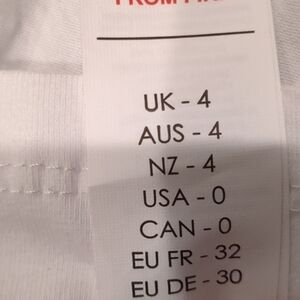 UK - 4
AUS - 4
NZ - 4
USA - 0
CAN - 0
EU FR - 32
EU DE - 30